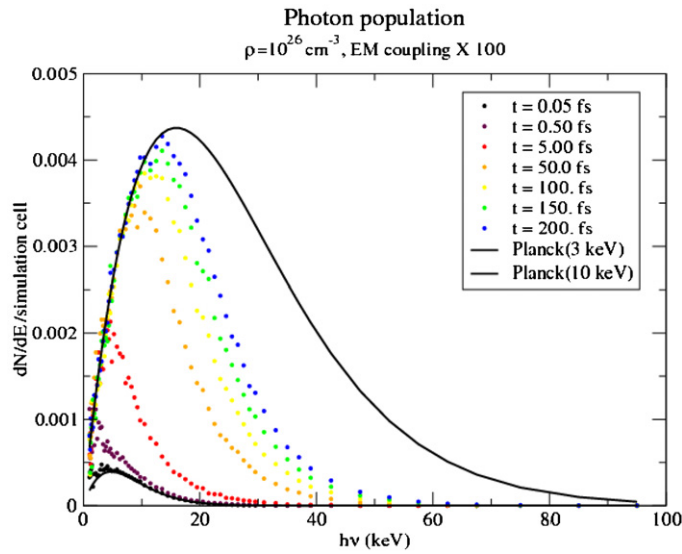 Photon population
ρ=10²⁶ cm⁻³, EM coupling X 100
0.005
0.004
0.003
0.002
0.001
0
dN/dE/simulation cell
t = 0.05 fs
t = 0.50 fs
t = 5.00 fs
t = 50.0 fs
t = 100. fs
t = 150. fs
t = 200. fs
Planck(3 keV)
Planck(10 keV)
0 20 40 60 80 100
hν (keV)